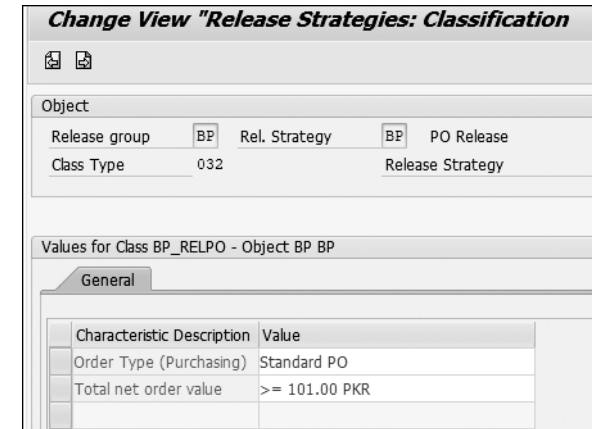 Change View "Release Strategies: Classification
Object
Release group BP Rel. Strategy BP PO Release
Class Type 032 Release Strategy
Values for Class BP_RELPO - Object BP BP
General
Characteristic Description Value
Order Type (Purchasing) Standard PO
Total net order value >= 101.00 PKR